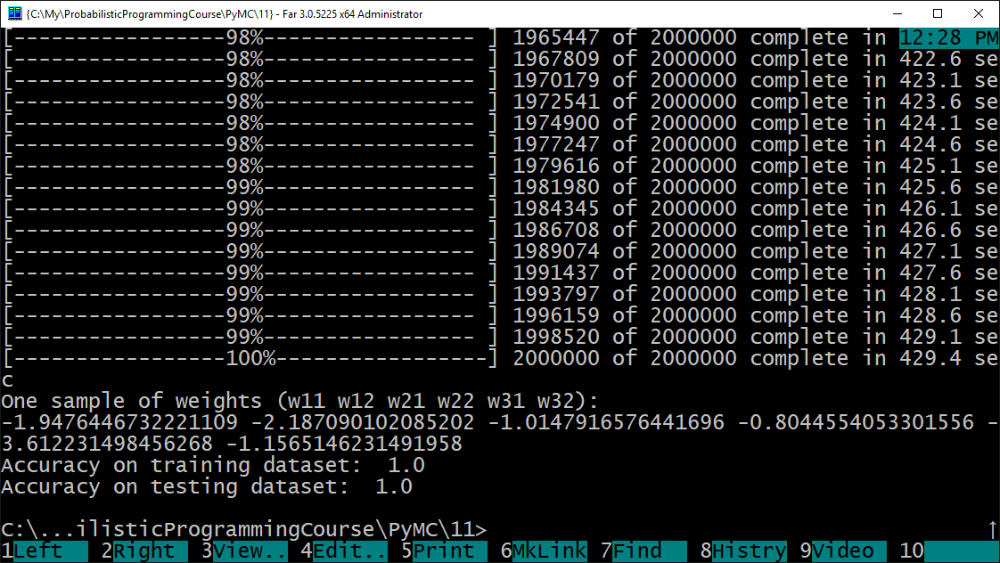 {C:\My\ProbabilisticProgrammingCourse\PyMC\11} - Far 3.0.5225 x64 Administrator
[-----------------98%----------------- ] 1965447 of 2000000 complete in 12:28 PM
[-----------------98%----------------- ] 1967809 of 2000000 complete in 422.6 se
[-----------------98%----------------- ] 1970179 of 2000000 complete in 423.1 se
[-----------------98%----------------- ] 1972541 of 2000000 complete in 423.6 se
[-----------------98%----------------- ] 1974900 of 2000000 complete in 424.1 se
[-----------------98%----------------- ] 1977247 of 2000000 complete in 424.6 se
[-----------------98%----------------- ] 1979616 of 2000000 complete in 425.1 se
[-----------------99%----------------- ] 1981980 of 2000000 complete in 425.6 se
[-----------------99%----------------- ] 1984345 of 2000000 complete in 426.1 se
[-----------------99%----------------- ] 1986708 of 2000000 complete in 426.6 se
[-----------------99%----------------- ] 1989074 of 2000000 complete in 427.1 se
[-----------------99%----------------- ] 1991437 of 2000000 complete in 427.6 se
[-----------------99%----------------- ] 1993797 of 2000000 complete in 428.1 se
[-----------------99%----------------- ] 1996159 of 2000000 complete in 428.6 se
[-----------------99%----------------- ] 1998520 of 2000000 complete in 429.1 se
[-----------------100%-----------------] 2000000 of 2000000 complete in 429.4 se
c
One sample of weights (w11 w12 w21 w22 w31 w32):
-1.9476446732221109 -2.187090102085202 -1.0147916576441696 -0.8044554053301556 -
3.612231498456268 -1.1565146231491958
Accuracy on training dataset:  1.0
Accuracy on testing dataset:  1.0
C:\...ilisticProgrammingCourse\PyMC\11> ↑
1Left 2Right 3View.. 4Edit.. 5Print 6MkLink 7Find 8Histry 9Video 10